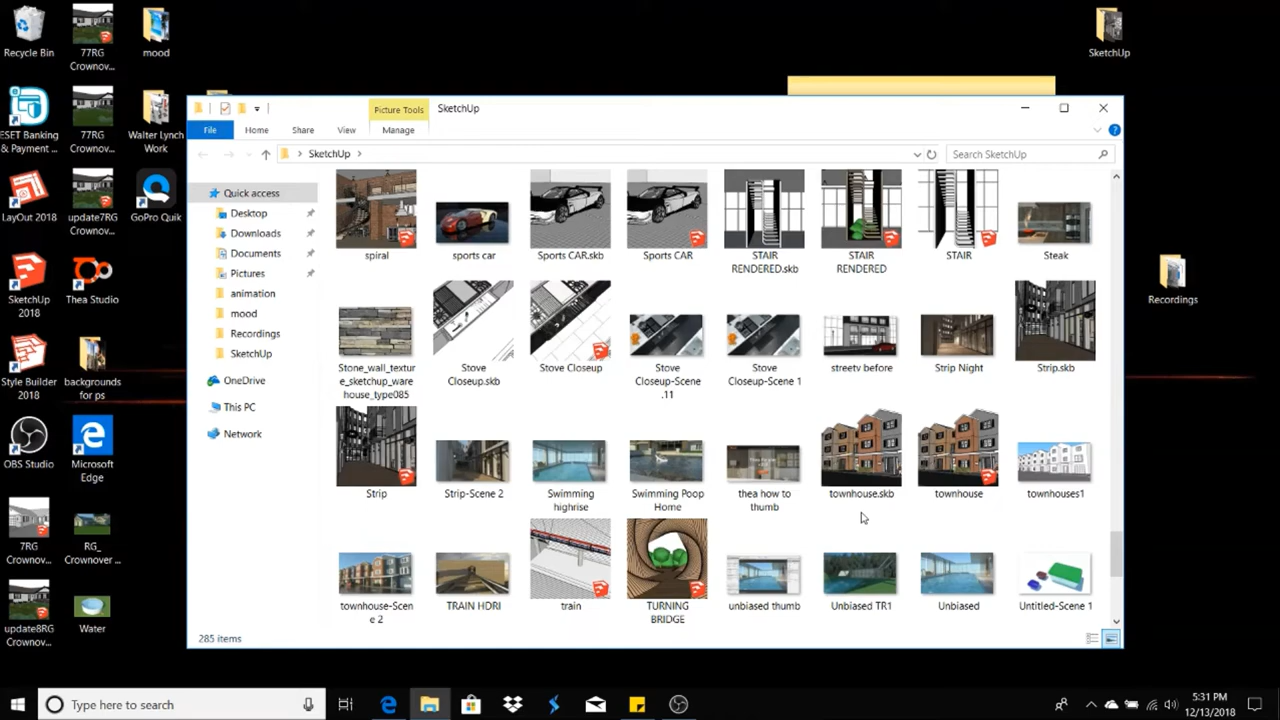 Recycle Bin
77RG
Crownov...
mood
SketchUp
ESET Banking
& Payment ...
77RG
Crownov...
Walter Lynch
Work
LayOut 2018
update7RG
Crownov...
GoPro Quik
SketchUp
2018
Thea Studio
Style Builder
2018
backgrounds
for ps
OBS Studio
Microsoft
Edge
7RG
Crownov...
RG_
Crownover ...
update8RG
Crownov...
Water
Recordings
Picture Tools
SketchUp
File
Home
Share
View
Manage
SketchUp
Search SketchUp
Quick access
Desktop
Downloads
Documents
Pictures
animation
mood
Recordings
SketchUp
OneDrive
This PC
Network
spiral
sports car
Sports CAR.skb
Sports CAR
STAIR
RENDERED.skb
STAIR
RENDERED
STAIR
Steak
Stone_wall_textur
e_sketchup_ware
house_type085
Stove
Closeup.skb
Stove Closeup
Stove
Closeup-Scene
.11
Stove
Closeup-Scene 1
streetv before
Strip Night
Strip.skb
Strip
Strip-Scene 2
Swimming
highrise
Swimming Poop
Home
thea how to
thumb
townhouse.skb
townhouse
townhouses1
townhouse-Scen
e 2
TRAIN HDRI
train
TURNING
BRIDGE
unbiased thumb
Unbiased TR1
Unbiased
Untitled-Scene 1
285 items
Type here to search
5:31 PM
12/13/2018